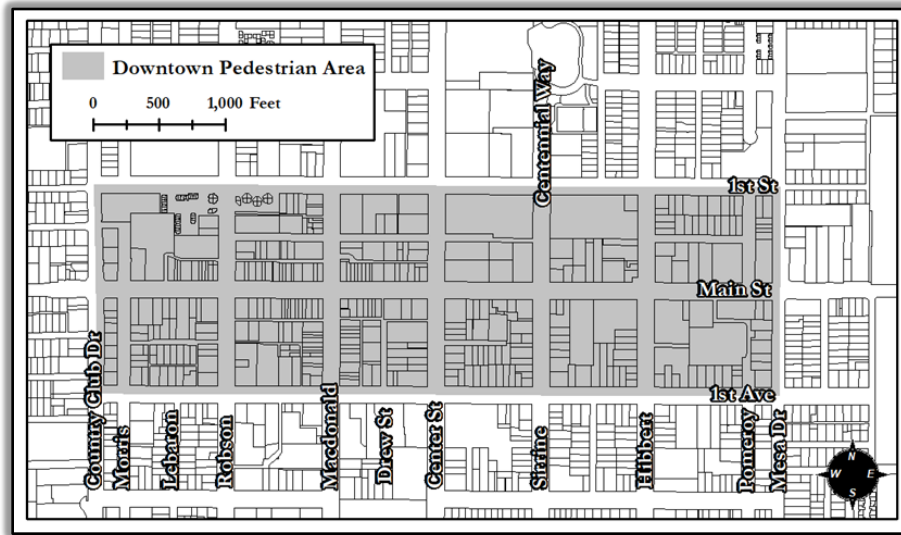 Downtown Pedestrian Area
0 500 1,000 Feet
Centennial Way
1st St
Main St
1st Ave
Country Club Dr
Morris
Lebaron
Robson
Macdonald
Drew St
Center St
Sirrine
Hibbert
Pomeroy
Mesa Dr
N
W E
S